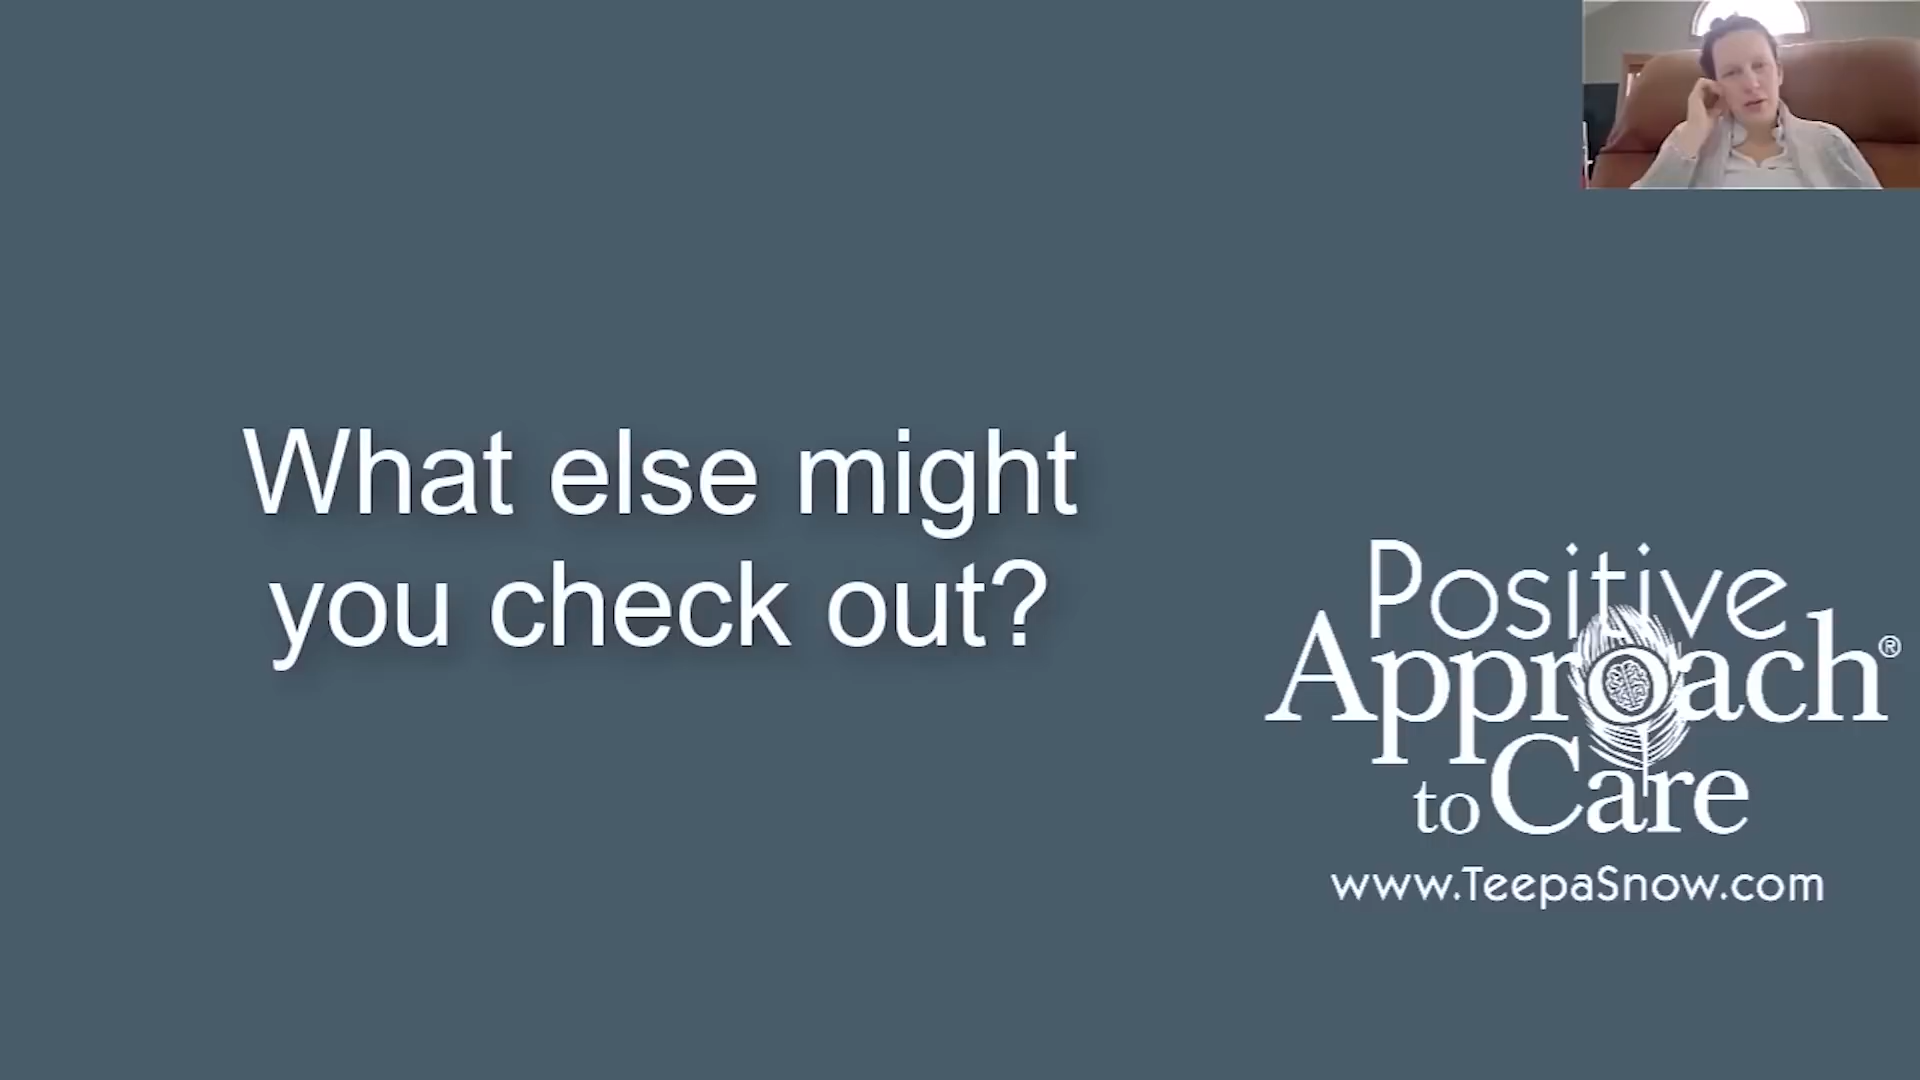 What else might
you check out?
Positive
Approach®
to Care
www.TeepaSnow.com